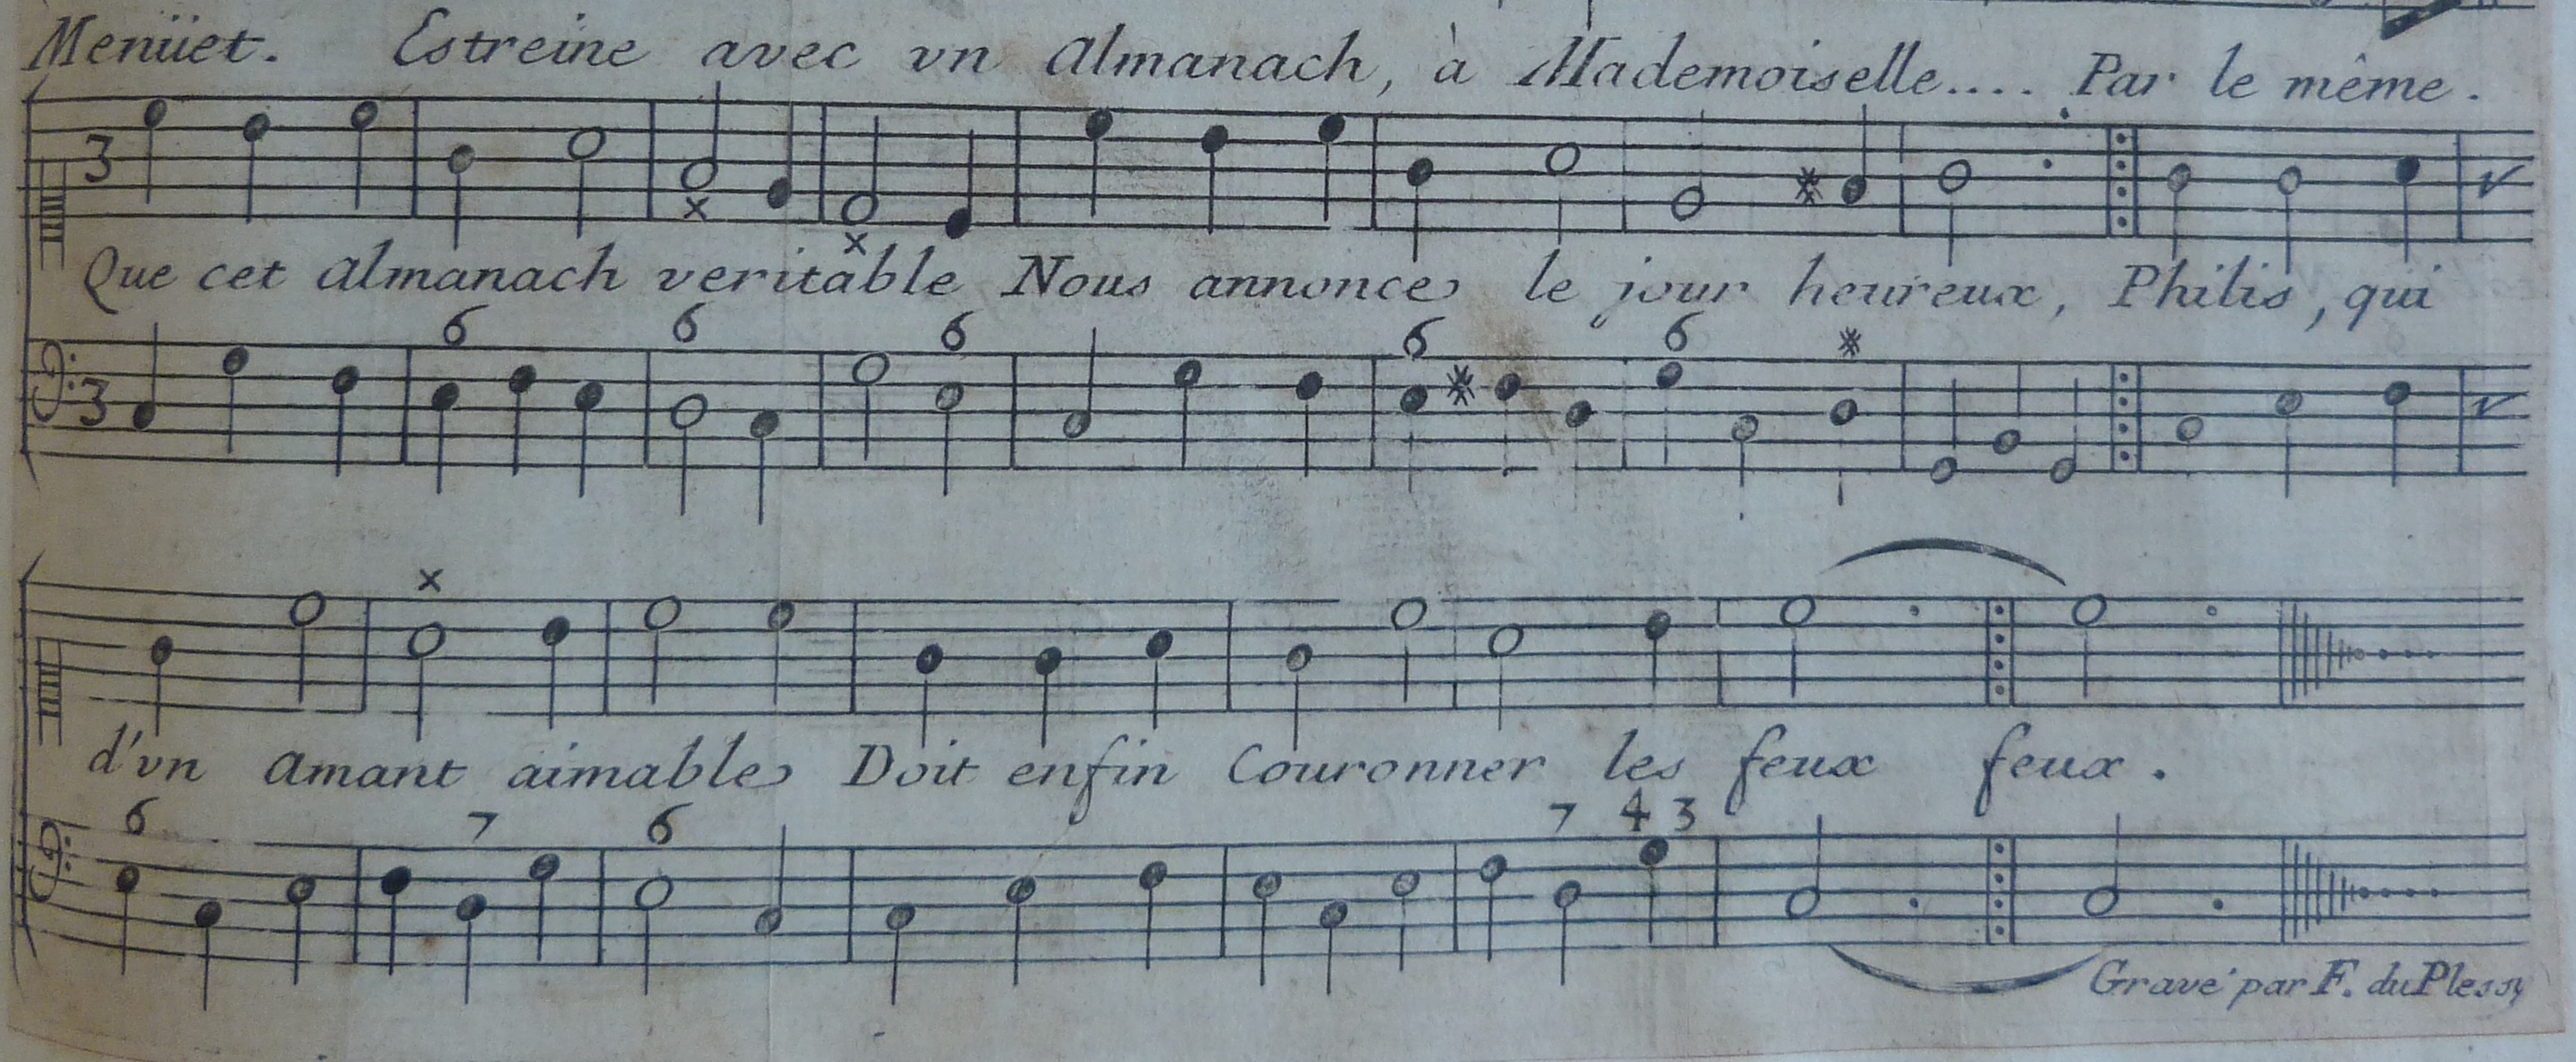 Menüet. Estreine avec vn Almanach, à Mademoiselle.... Par le même.
3
Que cet Almanach veritable Nous annonce le jour heureux, Philis, qui
6 6 6 6 6
3
d'vn Amant aimable Doit enfin Couronner les feux feux.
6 7 6 7 4 3
Gravé par F. du Plessy